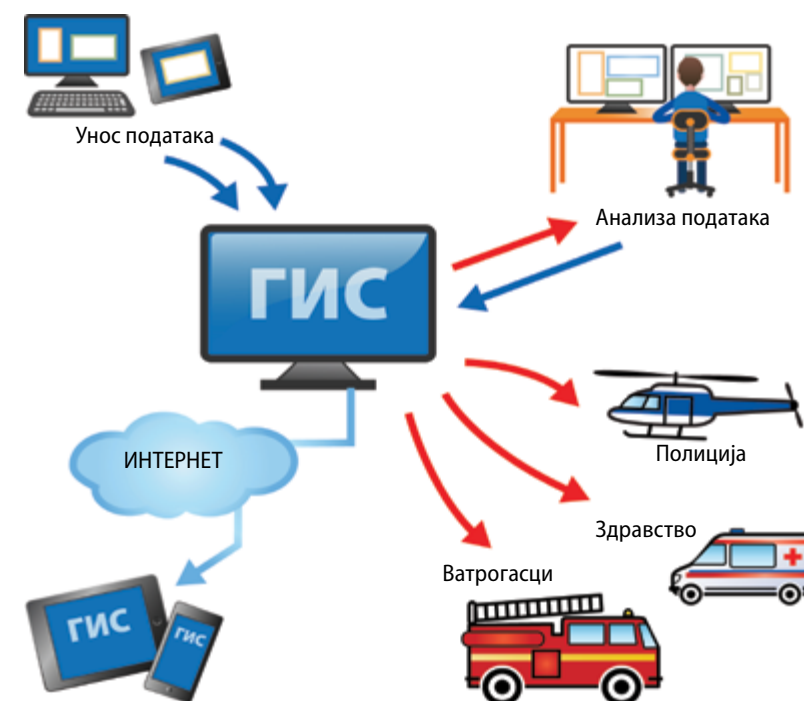 Унос података
Анализа података
ГИС
Полиција
ИНТЕРНЕТ
Здравство
Ватрогасци
ГИС
ГИС